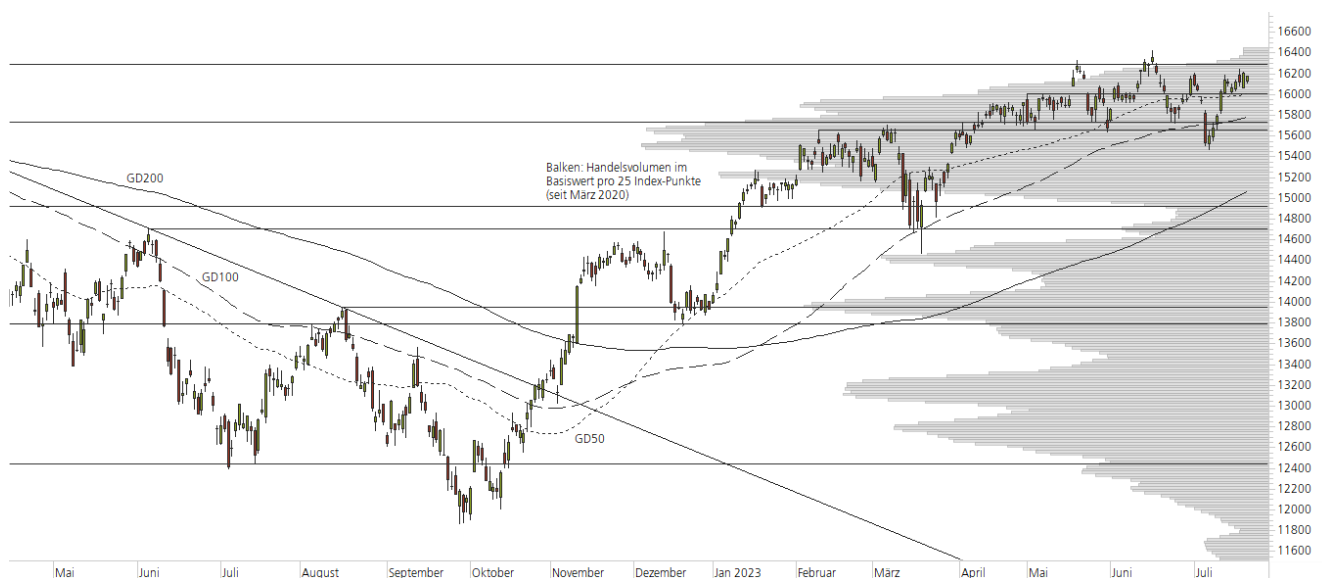 16600
16400
16200
16000
15800
15600
15400
15200
15000
14800
14600
14400
14200
14000
13800
13600
13400
13200
13000
12800
12600
12400
12200
12000
11800
11600
GD200
GD100
GD50
Balken: Handelsvolumen im
Basiswert pro 25 Index-Punkte
(seit März 2020)
Mai
Juni
Juli
August
September
Oktober
November
Dezember
Jan 2023
Februar
März
April
Mai
Juni
Juli